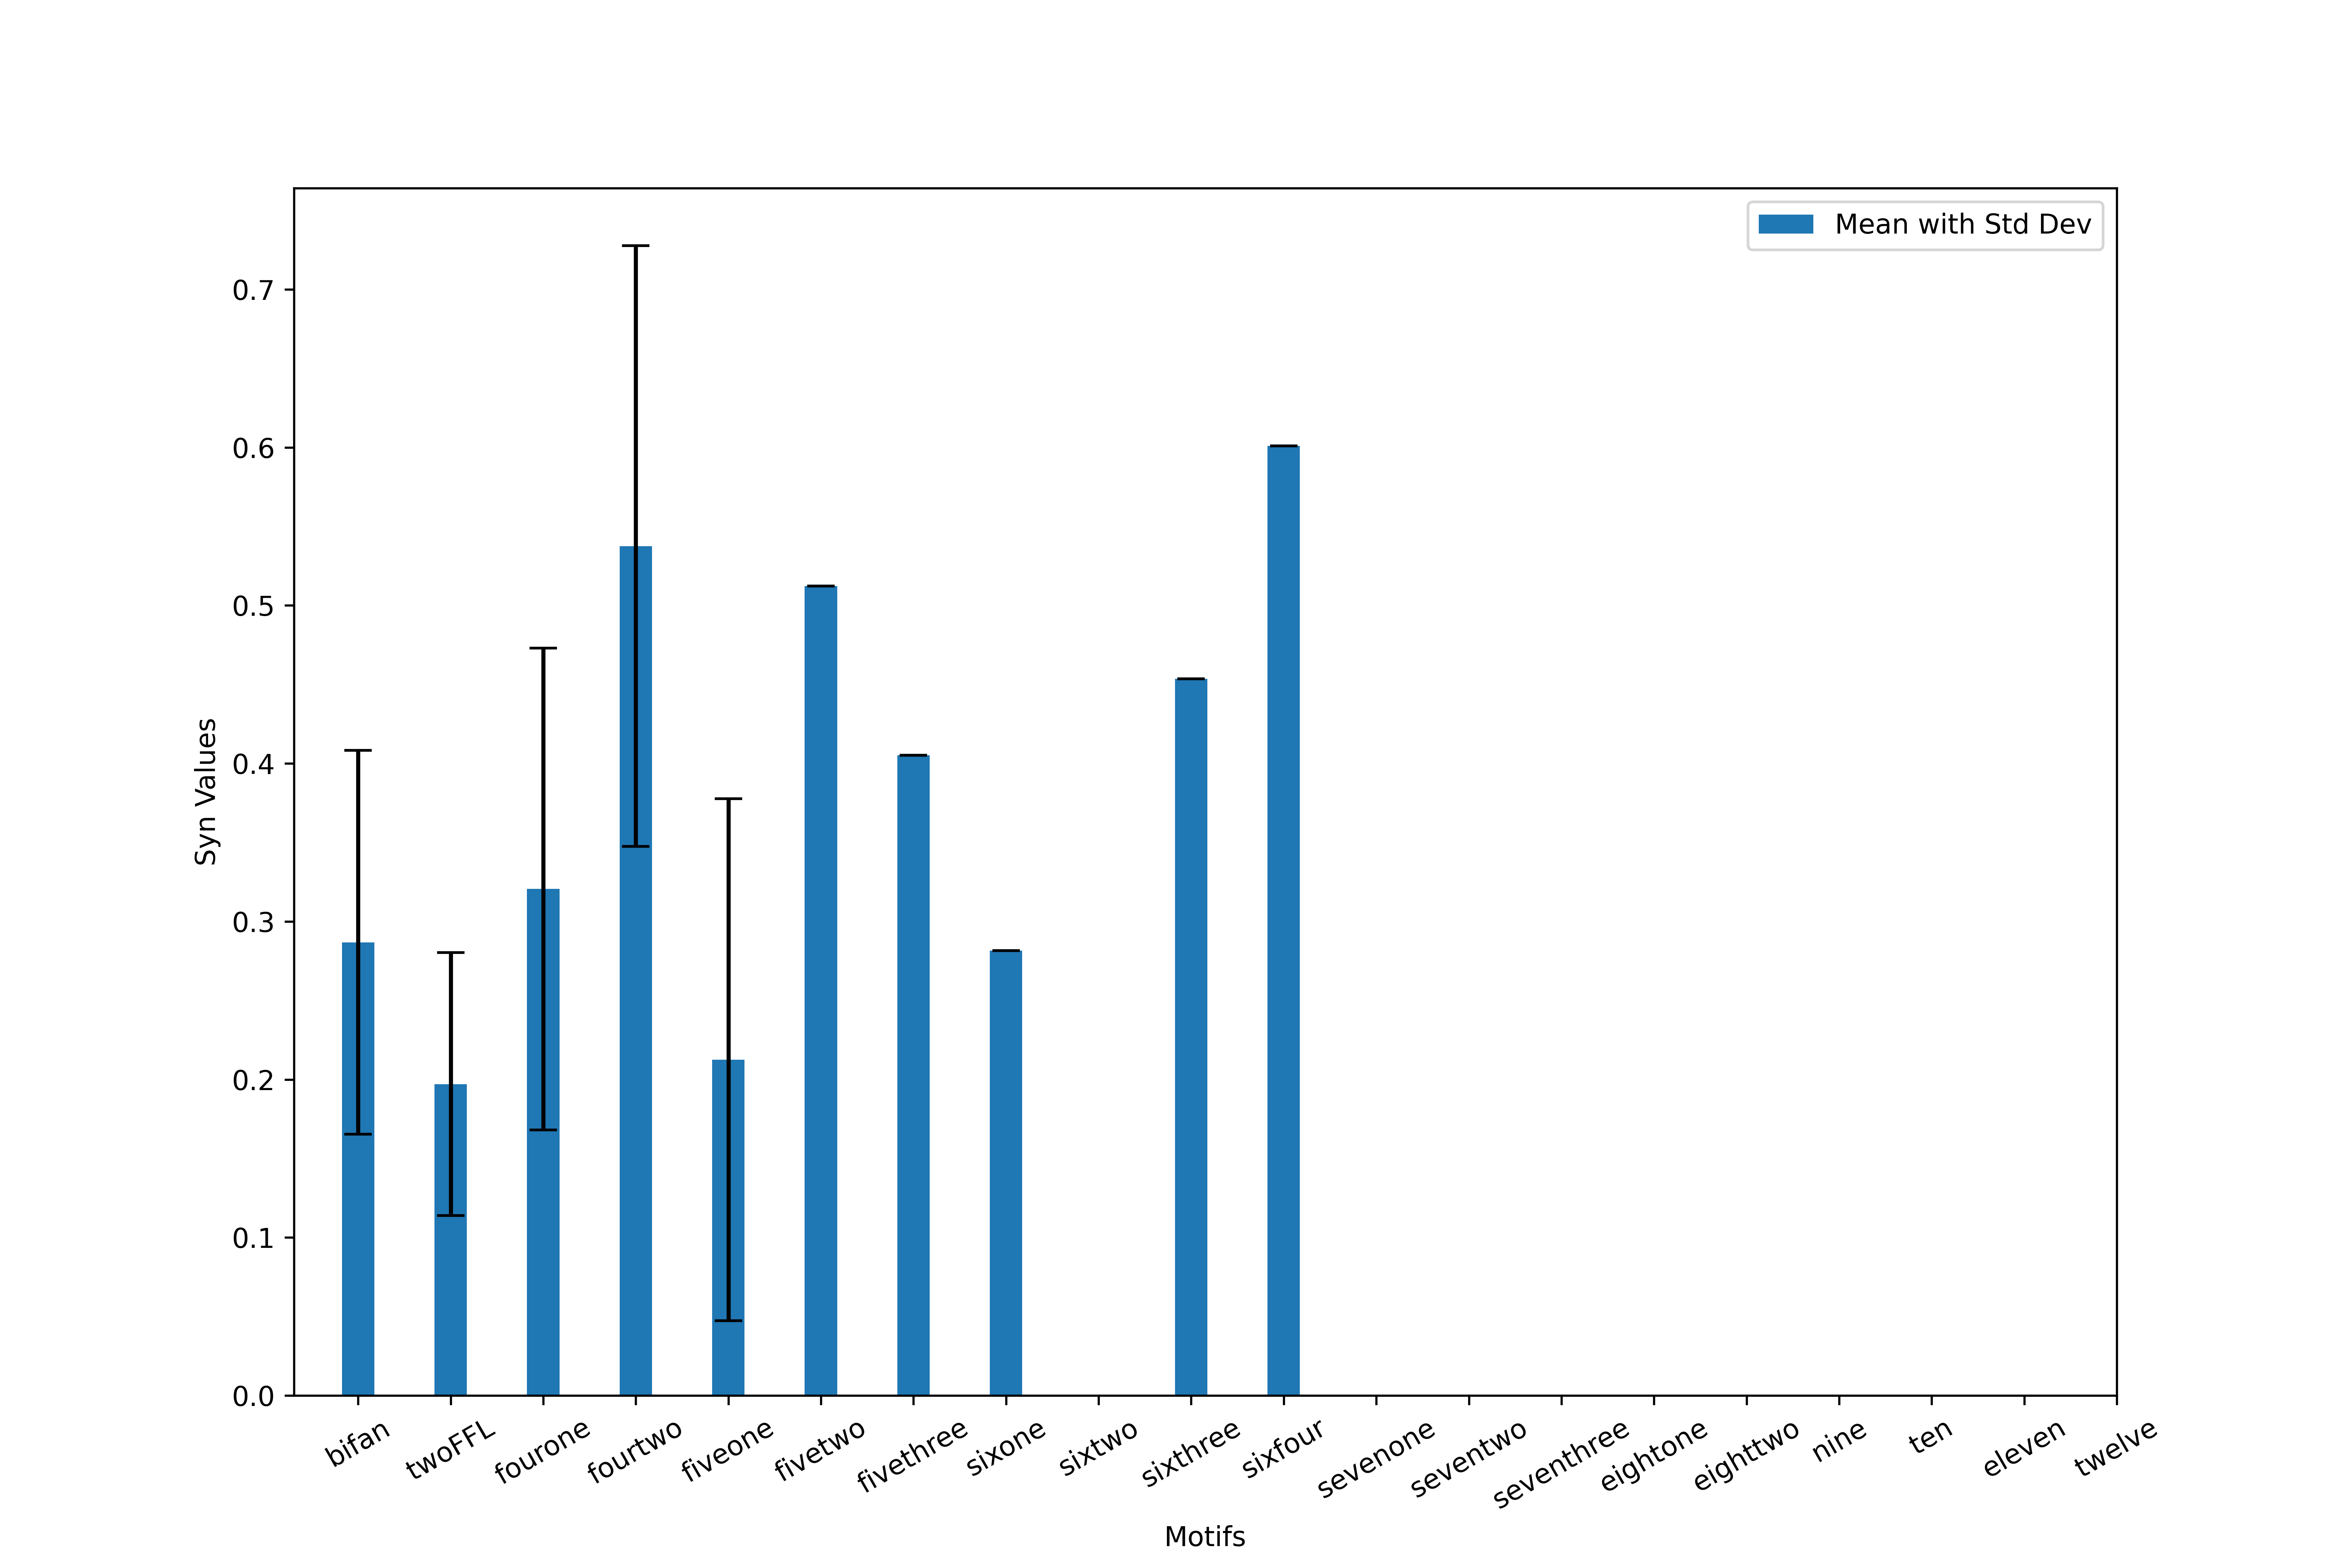 Mean with Std Dev
0.7
0.6
0.5
0.4
0.3
0.2
0.1
0.0
Syn Values
bifan
twoFFL
fourone
fourtwo
fiveone
fivetwo
fivethree
sixone
sixtwo
sixthree
sixfour
sevenone
seventwo
seventhree
eightone
eighttwo
nine
ten
eleven
twelve
Motifs